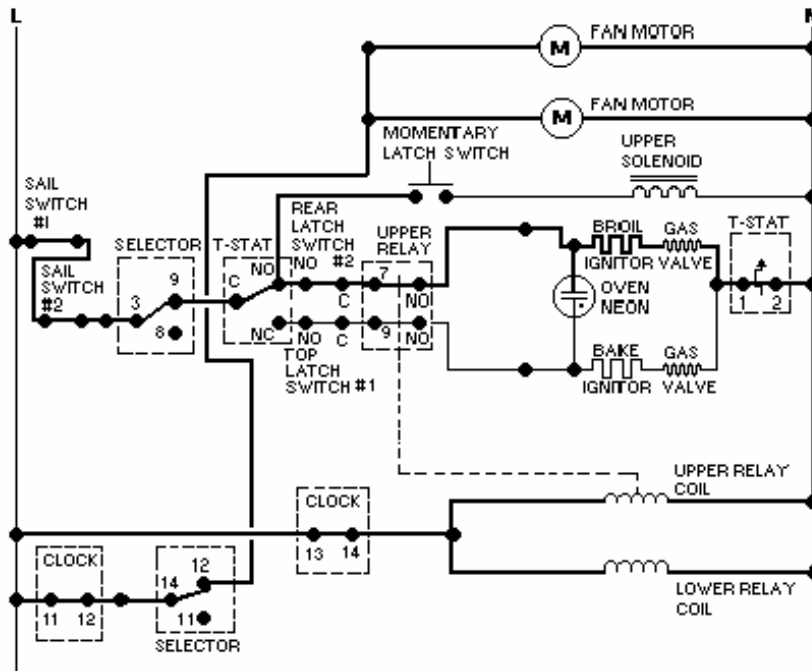 L
N
M
FAN MOTOR
M
FAN MOTOR
MOMENTARY
LATCH SWITCH
UPPER
SOLENOID
SAIL
SWITCH
#1
SAIL
SWITCH
#2
SELECTOR
9
3
8
T-STAT
C
NO
NC
REAR
LATCH
SWITCH
#2
NO
C
UPPER
RELAY
7
NO
NO
C
9
NO
TOP
LATCH
SWITCH #1
BROIL
IGNITOR
GAS
VALVE
OVEN
NEON
BAKE
IGNITOR
GAS
VALVE
T-STAT
1
2
UPPER RELAY
COIL
CLOCK
13
14
LOWER RELAY
COIL
CLOCK
11
12
14
12
11
SELECTOR